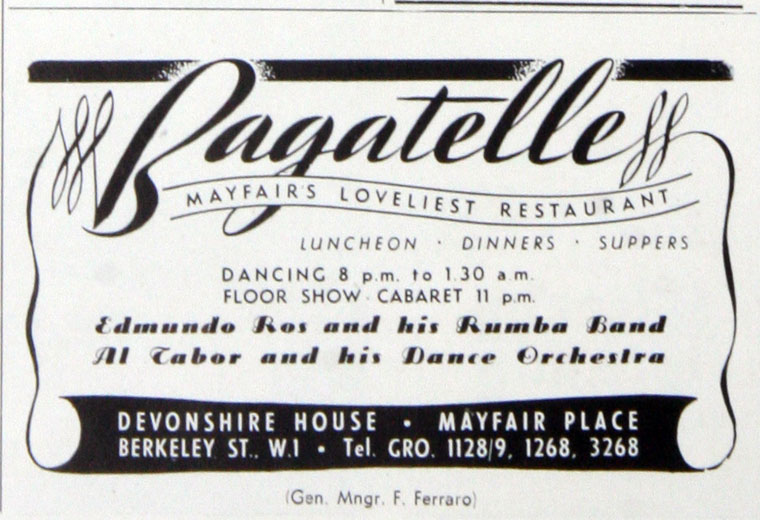 Bagatelle
MAYFAIR'S LOVELIEST RESTAURANT
LUNCHEON · DINNERS · SUPPERS
DANCING 8 p.m. to 1.30 a.m.
FLOOR SHOW · CABARET 11 p.m.
Edmundo Ros and his Rumba Band
Al Tabor and his Dance Orchestra
DEVONSHIRE HOUSE • MAYFAIR PLACE
BERKELEY ST., W.1 • Tel. GRO. 1128/9, 1268, 3268
(Gen. Mngr. F. Ferraro)